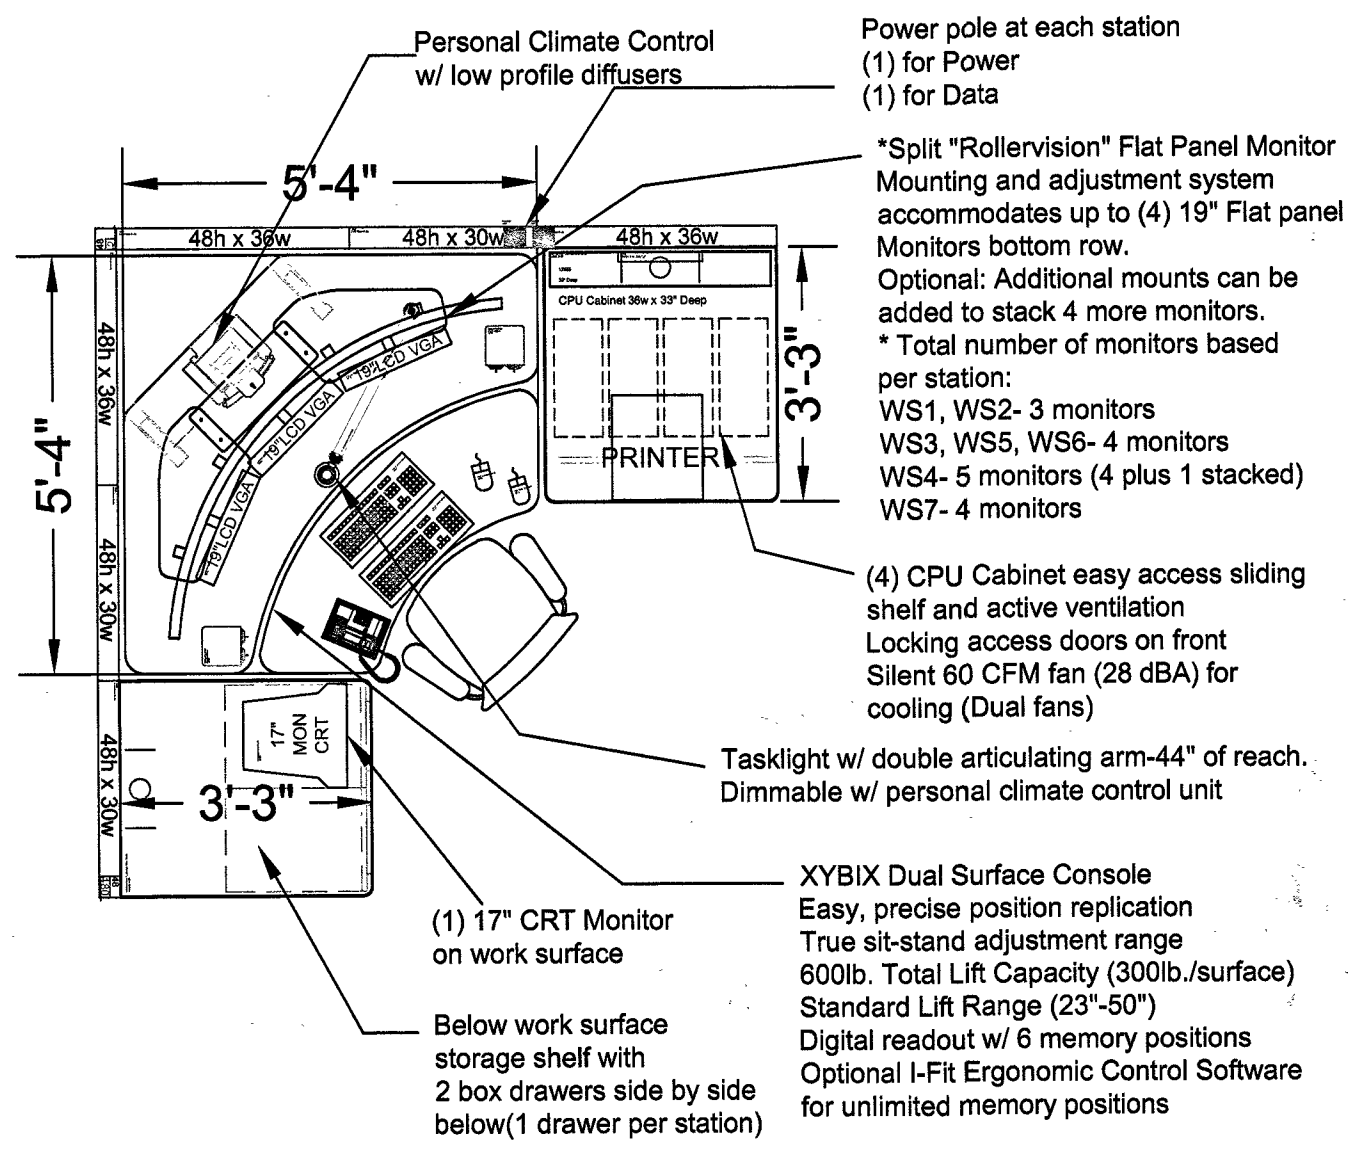 Personal Climate Control
w/ low profile diffusers
Power pole at each station
(1) for Power
(1) for Data
*Split "Rollervision" Flat Panel Monitor
Mounting and adjustment system
accommodates up to (4) 19" Flat panel
Monitors bottom row.
Optional: Additional mounts can be
added to stack 4 more monitors.
* Total number of monitors based
per station:
WS1, WS2- 3 monitors
WS3, WS5, WS6- 4 monitors
WS4- 5 monitors (4 plus 1 stacked)
WS7- 4 monitors
5'-4"
48h x 36w
48h x 30w
48h x 36w
CPU Cabinet 36w x 33" Deep
3'-3"
PRINTER
48h x 36w
5'-4"
48h x 30w
19"LCD VGA
19"LCD VGA
19"LCD VGA
(4) CPU Cabinet easy access sliding
shelf and active ventilation
Locking access doors on front
Silent 60 CFM fan (28 dBA) for
cooling (Dual fans)
17"
MON
CRT
48h x 30w
3'-3"
Tasklight w/ double articulating arm-44" of reach.
Dimmable w/ personal climate control unit
XYBIX Dual Surface Console
Easy, precise position replication
True sit-stand adjustment range
600lb. Total Lift Capacity (300lb./surface)
Standard Lift Range (23"-50")
Digital readout w/ 6 memory positions
Optional I-Fit Ergonomic Control Software
for unlimited memory positions
(1) 17" CRT Monitor
on work surface
Below work surface
storage shelf with
2 box drawers side by side
below(1 drawer per station)